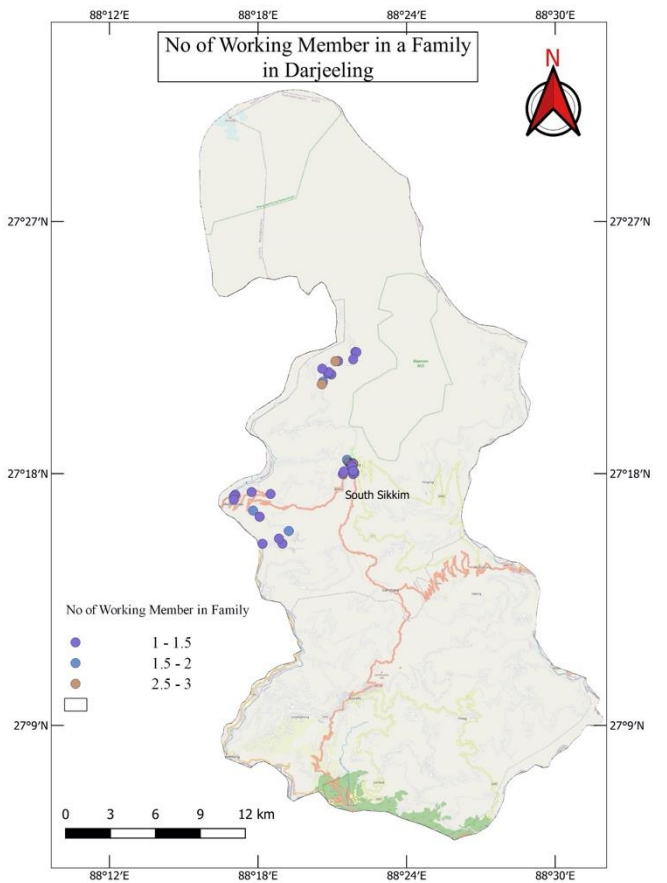 88°12'E 88°18'E 88°24'E 88°30'E
No of Working Member in a Family
in Darjeeling
N
27°27'N 27°27'N
27°18'N 27°18'N
South Sikkim
No of Working Member in Family
1 - 1.5
1.5 - 2
2.5 - 3
27°9'N 27°9'N
0 3 6 9 12 km
88°12'E 88°18'E 88°24'E 88°30'E